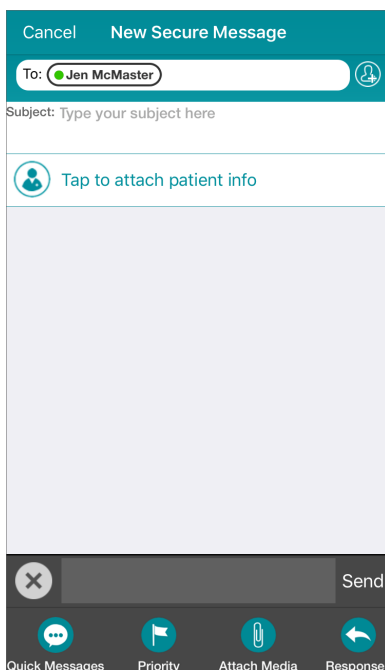 Cancel New Secure Message
To: Jen McMaster
Subject: Type your subject here
Tap to attach patient info
Send
Quick Messages Priority Attach Media Response